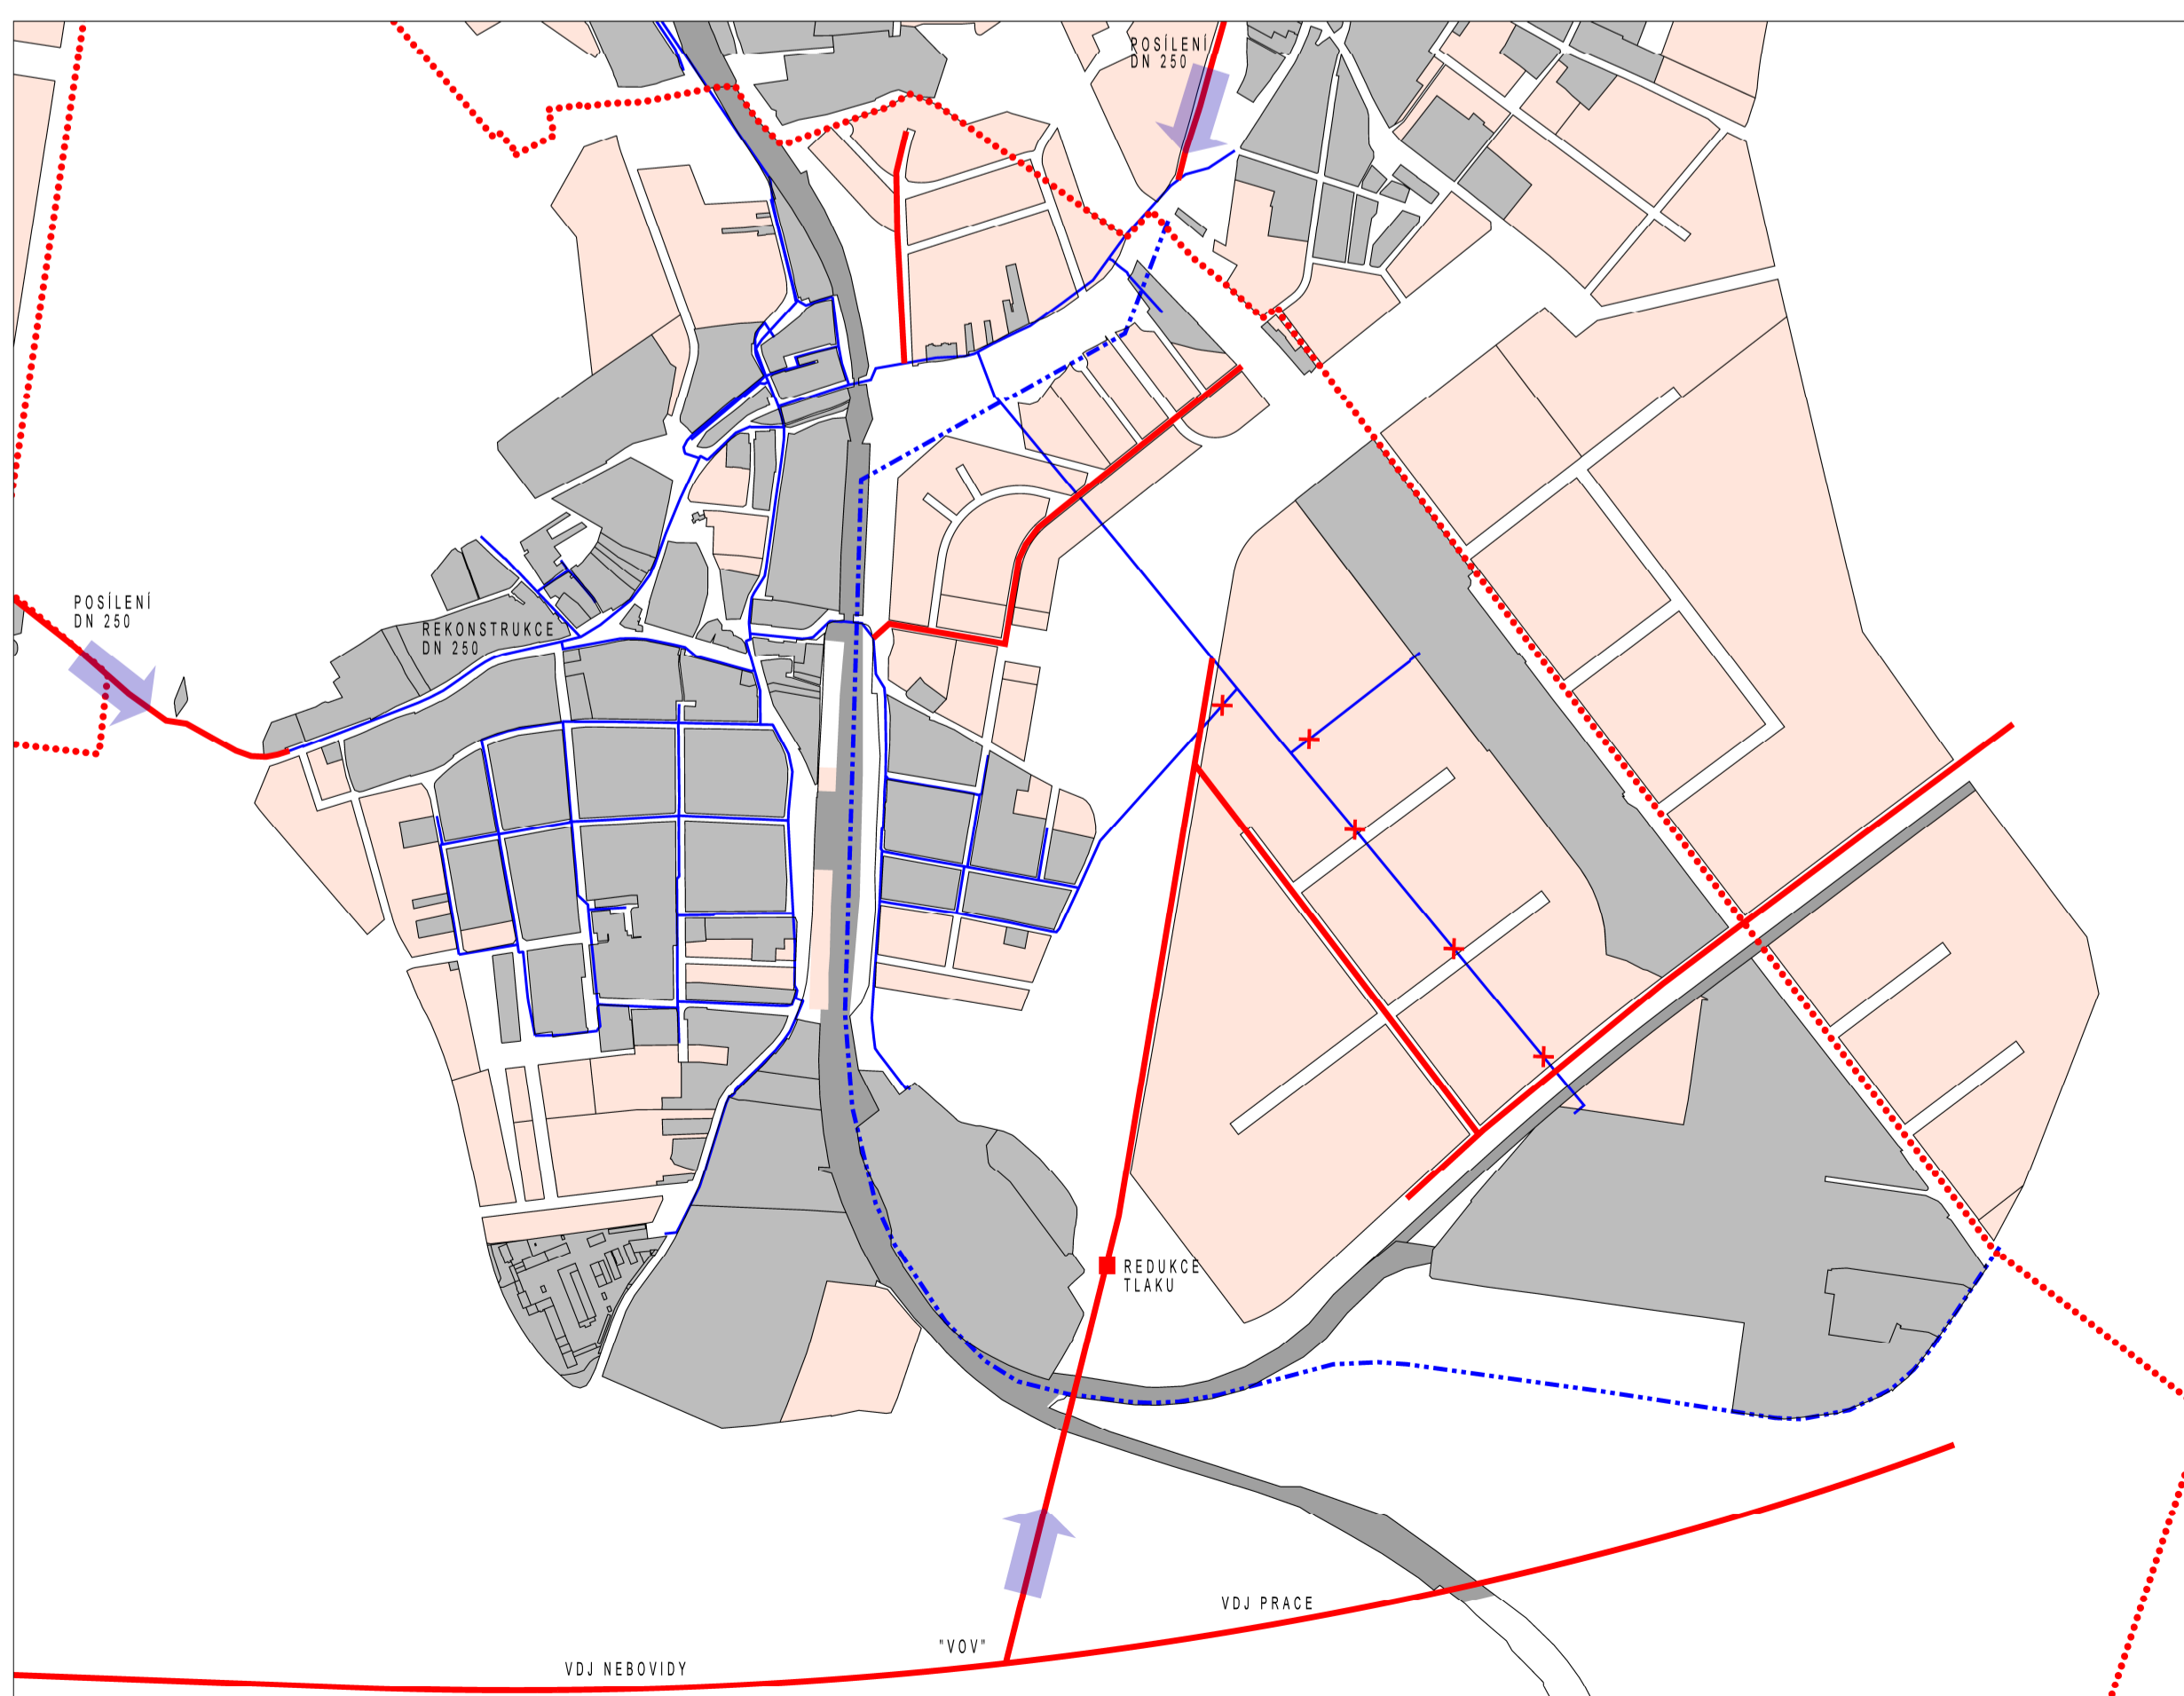 POSÍLENÍ
DN 250
POSÍLENÍ
DN 250
REKONSTRUKCE
DN 250
REDUKCE
TLAKU
VDJ PRACE
"VOV"
VDJ NEBOVIDY